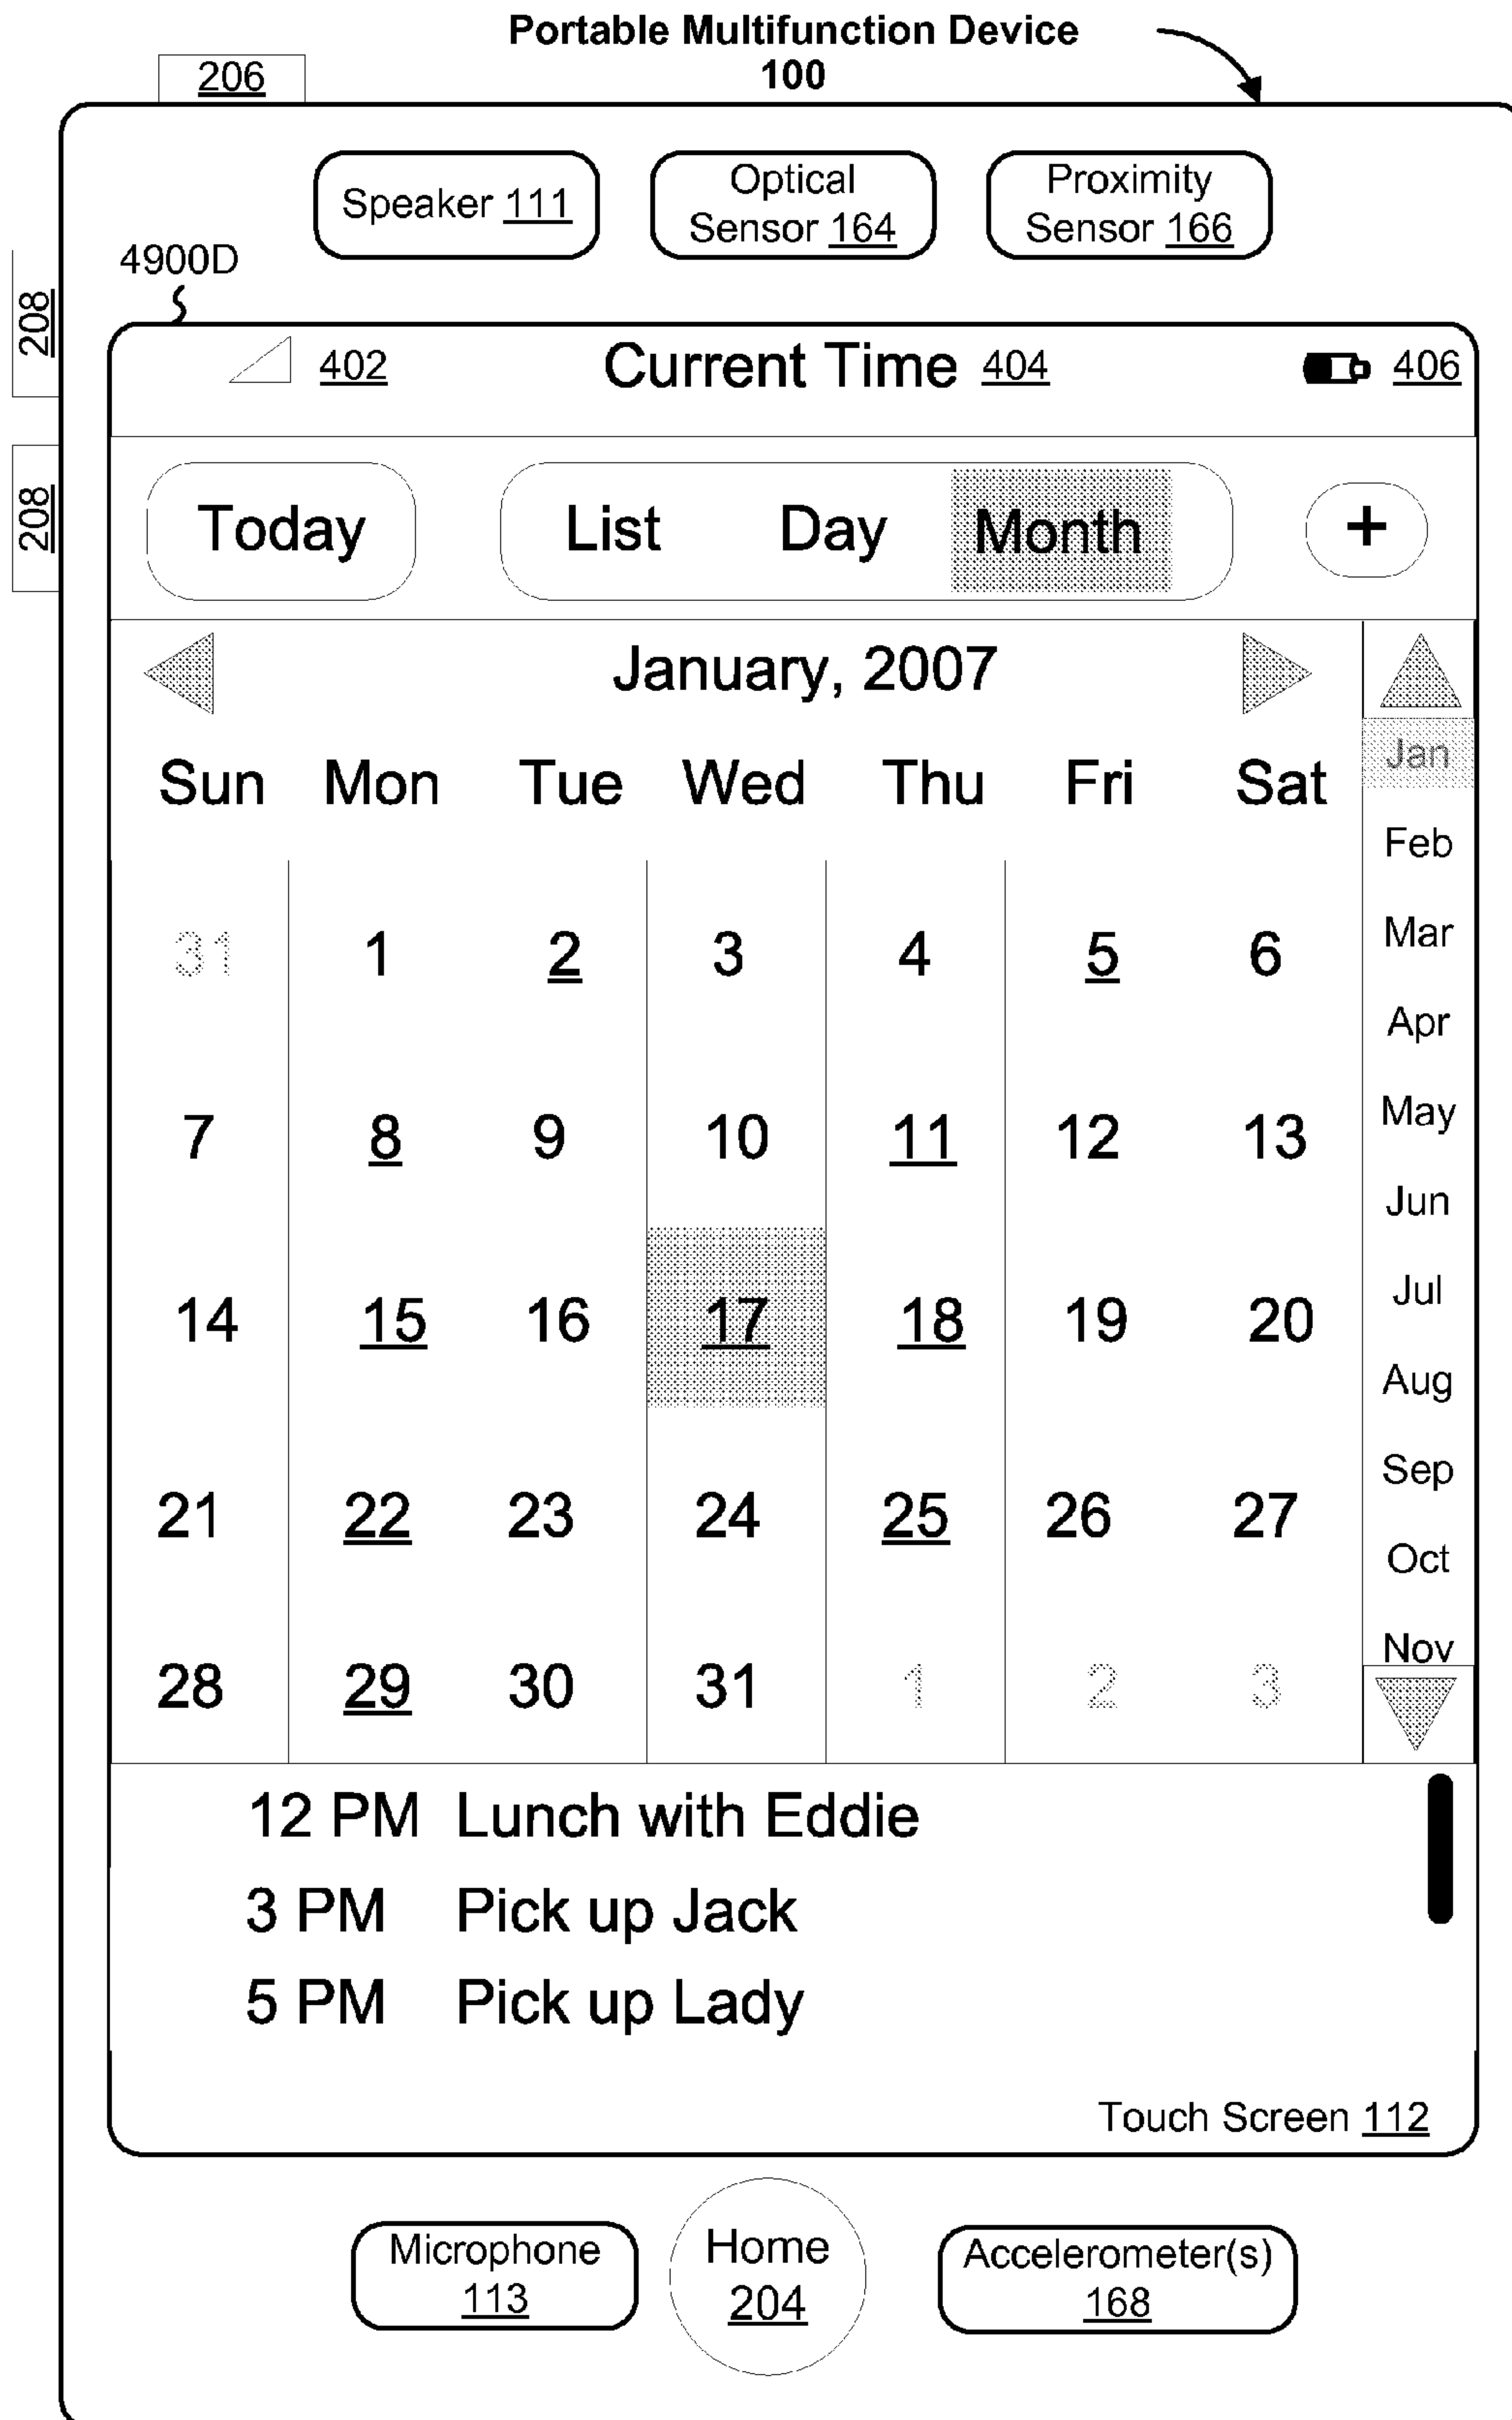 Portable Multifunction Device
100
206
Speaker 111
Optical
Sensor 164
Proximity
Sensor 166
4900D
208
208
402 Current Time 404 406
Today List Day Month +
January, 2007
Sun Mon Tue Wed Thu Fri Sat
31 1 2 3 4 5 6
7 8 9 10 11 12 13
14 15 16 17 18 19 20
21 22 23 24 25 26 27
28 29 30 31 1 2 3
Jan
Feb
Mar
Apr
May
Jun
Jul
Aug
Sep
Oct
Nov
12 PM Lunch with Eddie
3 PM Pick up Jack
5 PM Pick up Lady
Touch Screen 112
Microphone
113
Home
204
Accelerometer(s)
168